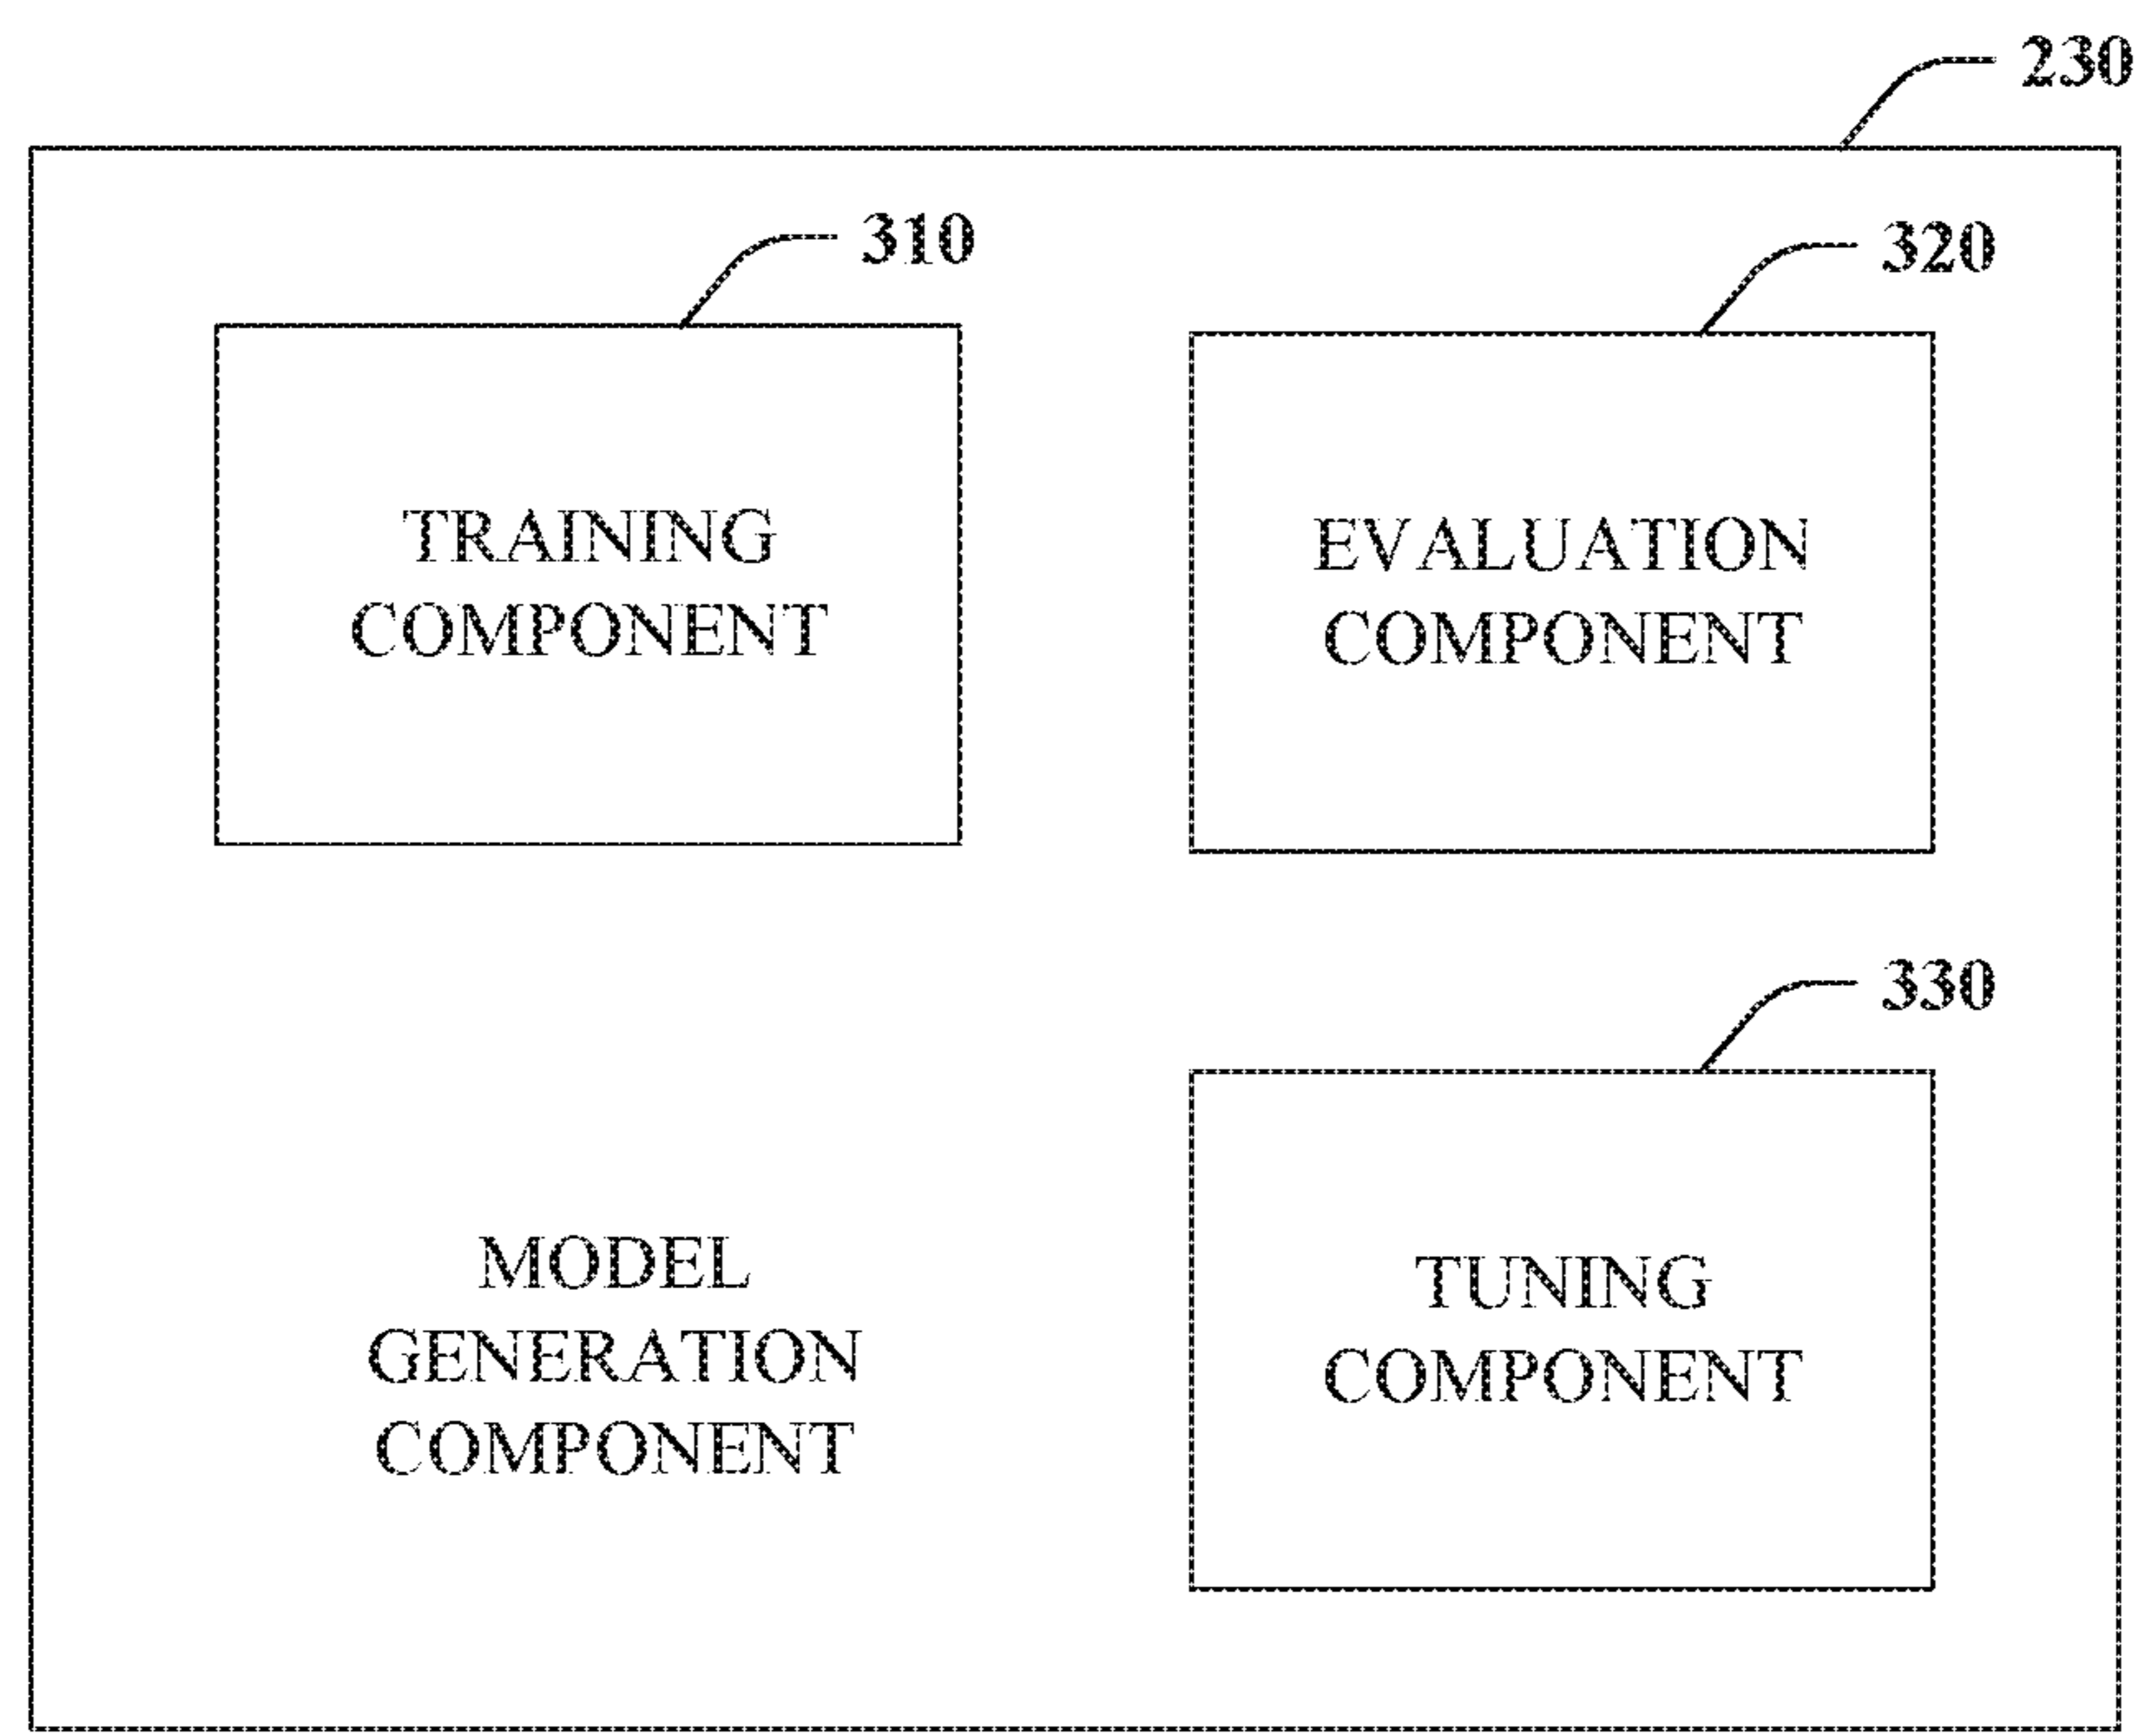 230
310
320
TRAINING
COMPONENT
EVALUATION
COMPONENT
330
MODEL
GENERATION
COMPONENT
TUNING
COMPONENT